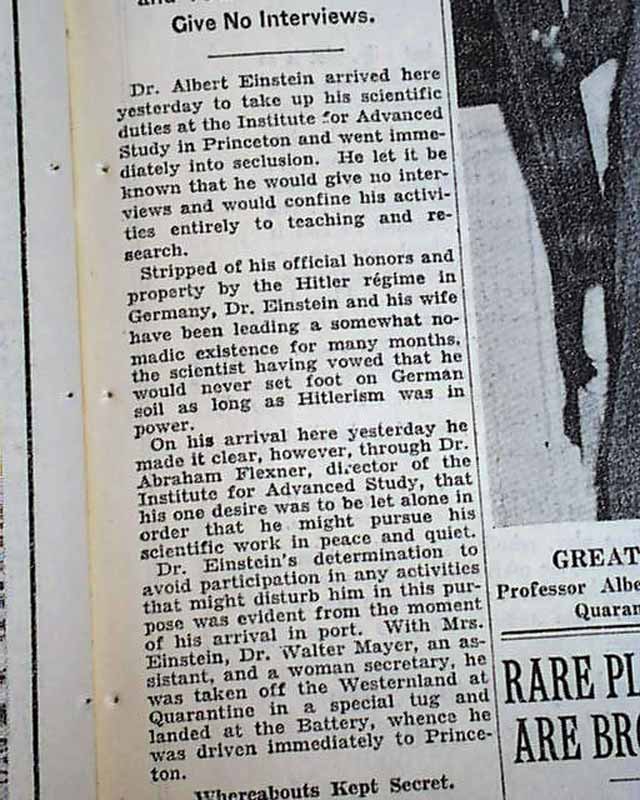 Give No Interviews.
Dr. Albert Einstein arrived here
yesterday to take up his scientific
duties at the Institute for Advanced
Study in Princeton and went imme-
diately into seclusion. He let it be
known that he would give no inter-
views and would confine his activi-
ties entirely to teaching and re-
search.
Stripped of his official honors and
property by the Hitler régime in
Germany, Dr. Einstein and his wife
have been leading a somewhat no-
madic existence for many months,
the scientist having vowed that he
would never set foot on German
soil as long as Hitlerism was in
power.
On his arrival here yesterday he
made it clear, however, through Dr.
Abraham Flexner, director of the
Institute for Advanced Study, that
his one desire was to be let alone in
order that he might pursue his
scientific work in peace and quiet.
Dr. Einstein's determination to
avoid participation in any activities
that might disturb him in this pur-
pose was evident from the moment
of his arrival in port. With Mrs.
Einstein, Dr. Walter Mayer, an as-
sistant, and a woman secretary, he
was taken off the Westernland at
Quarantine in a special tug and
landed at the Battery, whence he
was driven immediately to Prince-
ton.
Whereabouts Kept Secret.
GREAT
Professor Albe
Quaran
RARE PL
ARE BRO